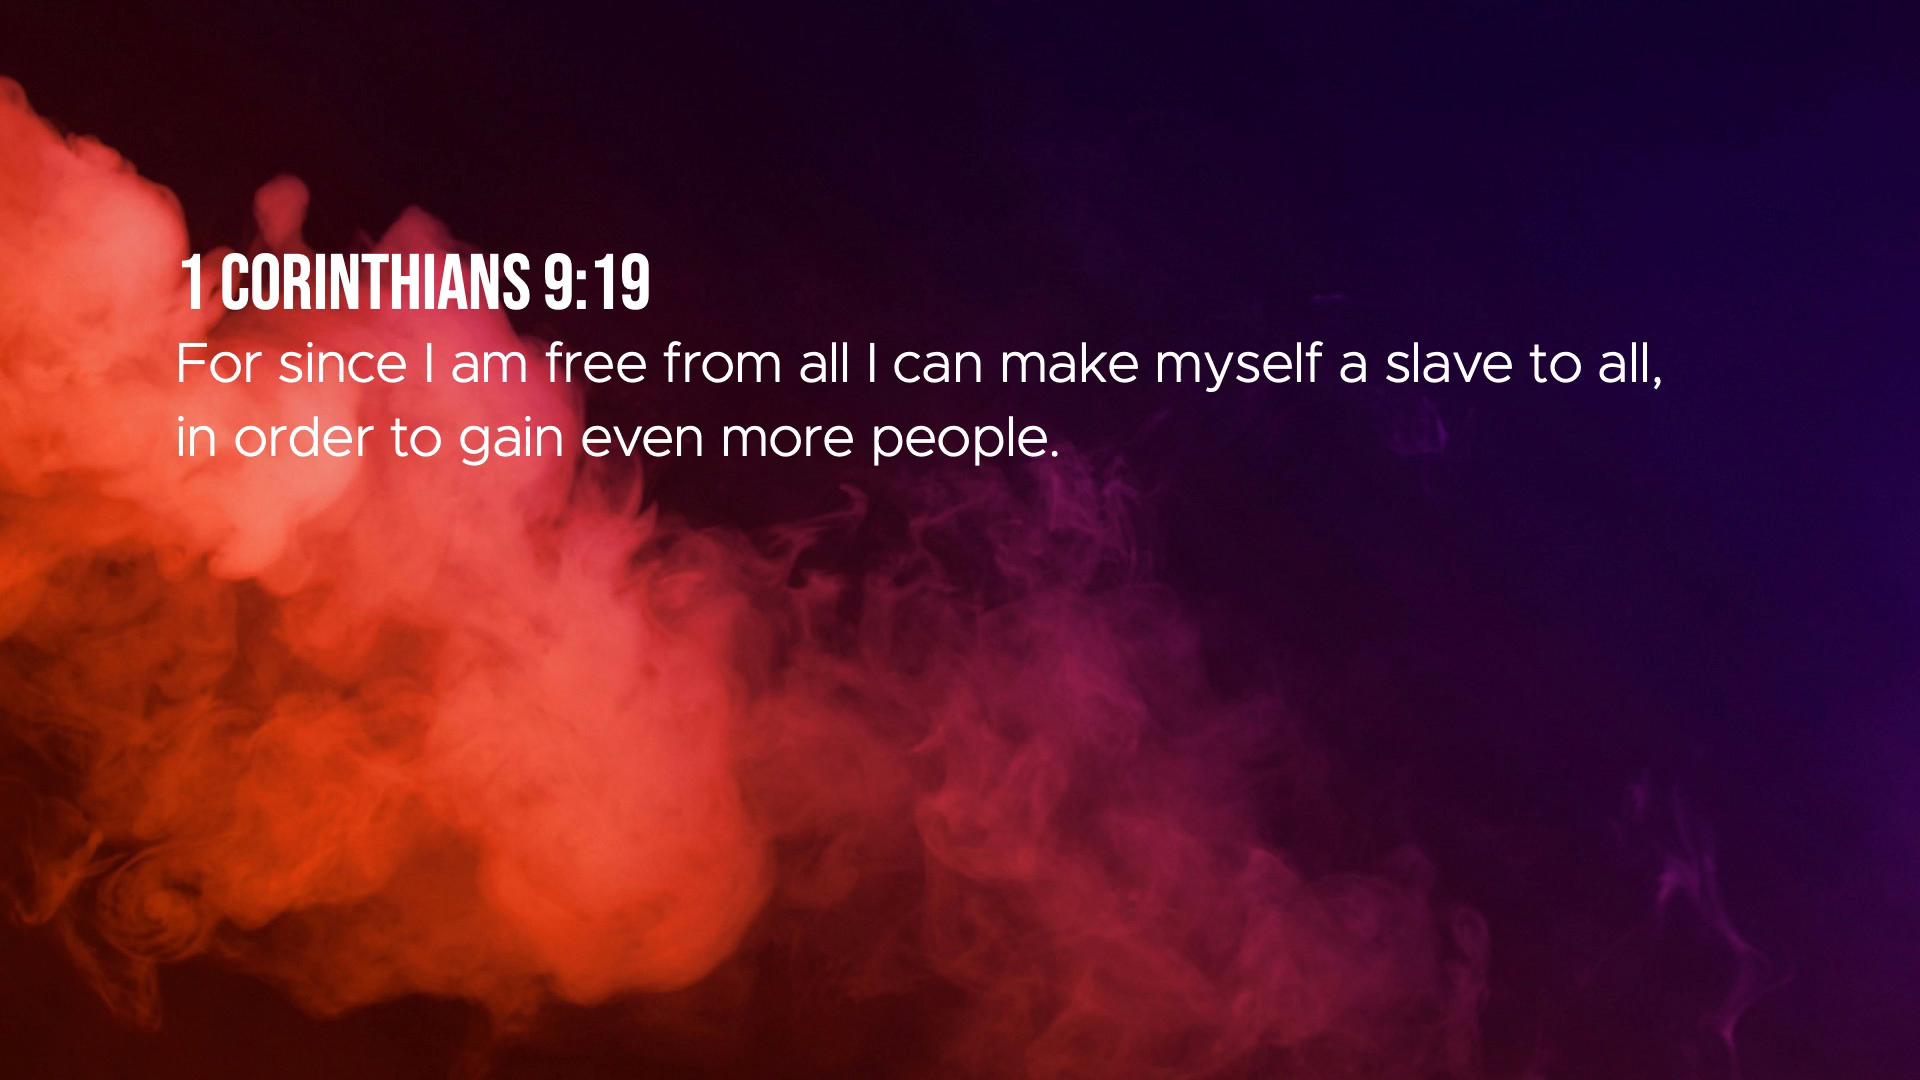 1 CORINTHIANS 9:19
For since I am free from all I can make myself a slave to all,
in order to gain even more people.